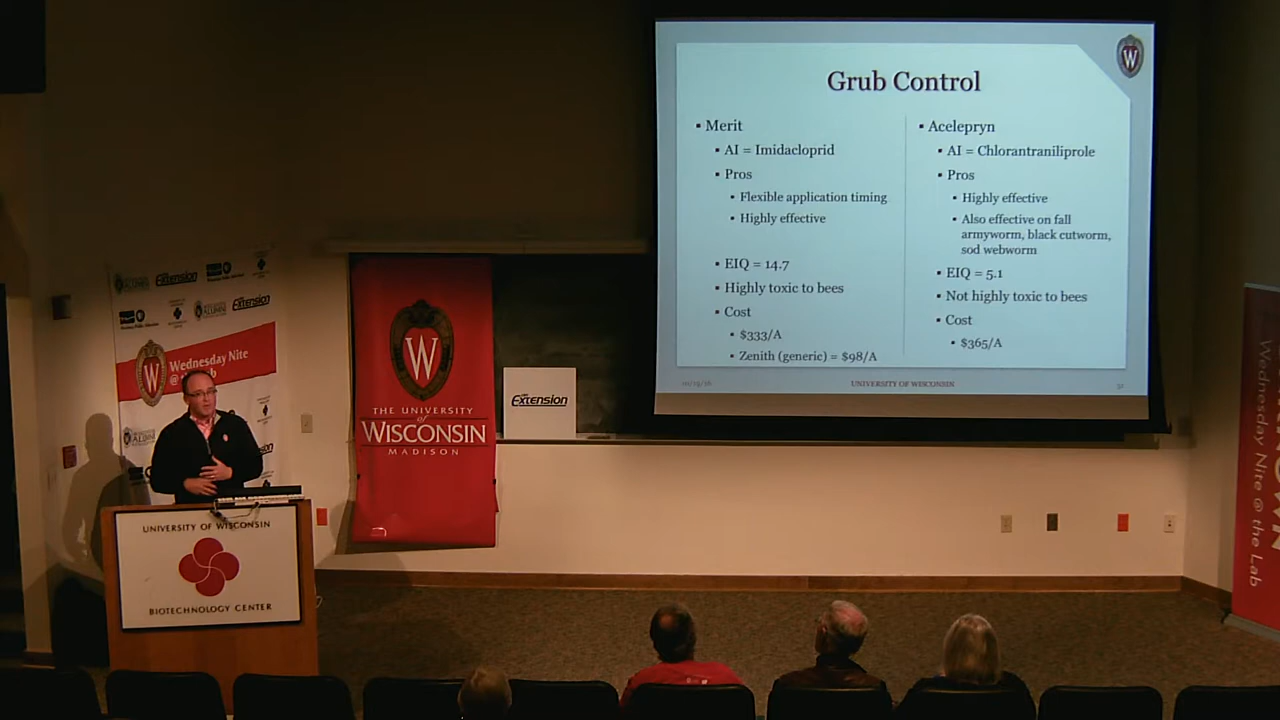 Grub Control
▪ Merit
▪ AI = Imidacloprid
▪ Pros
▪ Flexible application timing
▪ Highly effective
▪ EIQ = 14.7
▪ Highly toxic to bees
▪ Cost
▪ $333/A
▪ Zenith (generic) = $98/A
▪ Acelepryn
▪ AI = Chlorantraniliprole
▪ Pros
▪ Highly effective
▪ Also effective on fall
armyworm, black cutworm,
sod webworm
▪ EIQ = 5.1
▪ Not highly toxic to bees
▪ Cost
▪ $365/A
UNIVERSITY OF WISCONSIN
W
Extension
Extension
W
Wednesday Nite
W
THE UNIVERSITY
of
WISCONSIN
MADISON
Extension
UNIVERSITY OF WISCONSIN
BIOTECHNOLOGY CENTER
Wednesday Nite @ the Lab